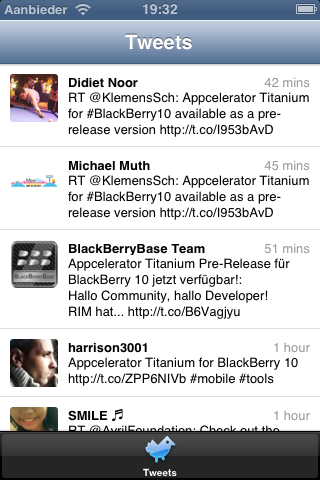 Aanbieder 19:32
Tweets
Didiet Noor 42 mins
RT @KlemensSch: Appcelerator Titanium
for #BlackBerry10 available as a pre-
release version http://t.co/I953bAvD
Michael Muth 45 mins
RT @KlemensSch: Appcelerator Titanium
for #BlackBerry10 available as a pre-
release version http://t.co/I953bAvD
BLACKBERRYBASE
BlackBerryBase Team 51 mins
Appcelerator Titanium Pre-Release für
BlackBerry 10 jetzt verfügbar!:
Hallo Community, hallo Developer!
RIM hat... http://t.co/B6Vagjyu
harrison3001 1 hour
Appcelerator Titanium for BlackBerry 10
http://t.co/ZPP6NIVb #mobile #tools
SMILE ♬ 1 hour
RT @AvrilFoundation: Check out the
Tweets